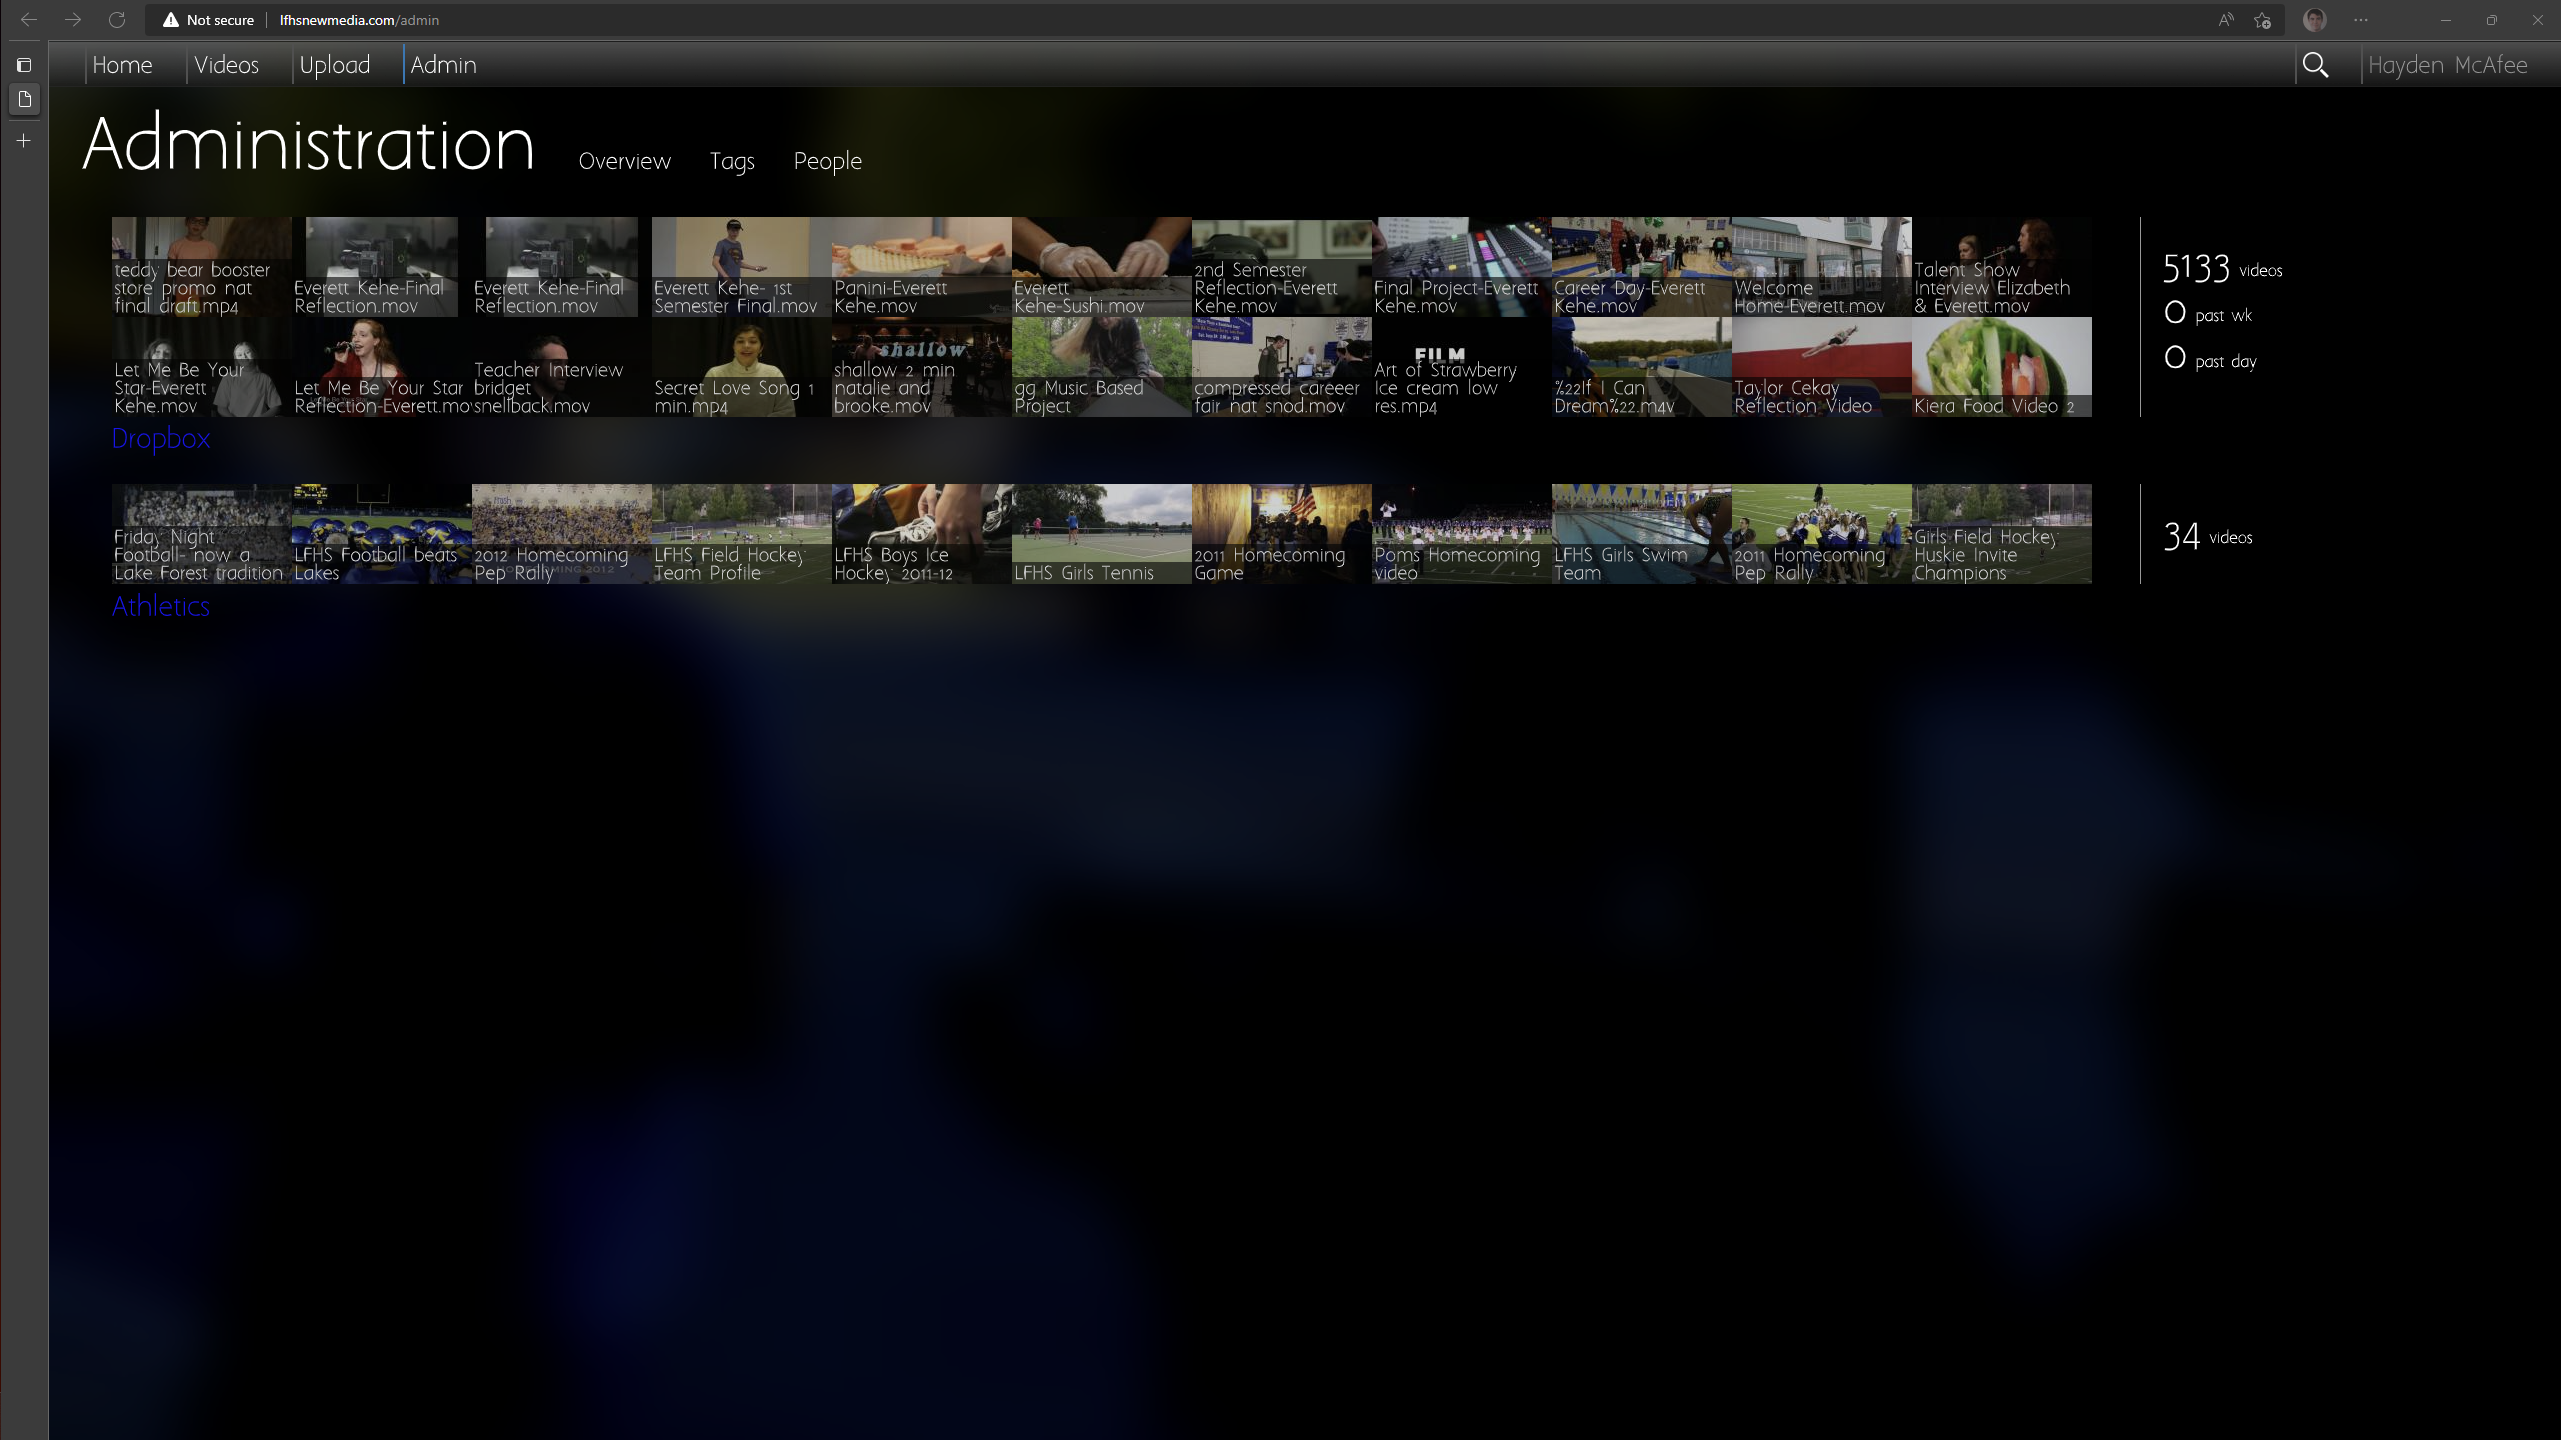 Not secure lfhsnewmedia.com/admin
Home Videos Upload Admin Hayden McAfee
Administration Overview Tags People
teddy bear booster
store promo nat
final draft.mp4
Everett Kehe-Final
Reflection.mov
Everett Kehe-Final
Reflection.mov
Everett Kehe- 1st
Semester Final.mov
Panini-Everett
Kehe.mov
Everett
Kehe-Sushi.mov
2nd Semester
Reflection-Everett
Kehe.mov
Final Project-Everett
Kehe.mov
Career Day-Everett
Kehe.mov
Welcome
Home-Everett.mov
Talent Show
Interview Elizabeth
& Everett.mov
5133 videos
0 past wk
0 past day
Let Me Be Your
Star-Everett
Kehe.mov
Let Me Be Your Star
Reflection-Everett.mov
Teacher Interview
bridget
snellback.mov
Secret Love Song 1
min.mp4
shallow
shallow 2 min
natalie and
brooke.mov
gg Music Based
Project
compressed careeer
fair nat snod.mov
FILM
Art of Strawberry
Ice cream low
res.mp4
%22If I Can
Dream%22.m4v
Taylor Cekay
Reflection Video
Kiera Food Video 2
Dropbox
Friday Night
Football- now a
Lake Forest tradition
LFHS Football beats
Lakes
2012 Homecoming
Pep Rally
LFHS Field Hockey
Team Profile
LFHS Boys Ice
Hockey 2011-12
LFHS Girls Tennis
2011 Homecoming
Game
Poms Homecoming
video
LFHS Girls Swim
Team
2011 Homecoming
Pep Rally
Girls Field Hockey
Huskie Invite
Champions
34 videos
Athletics